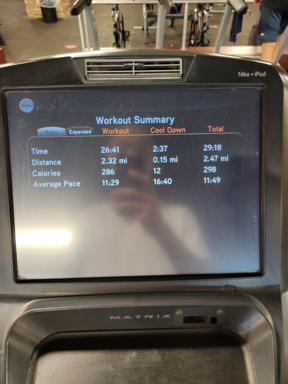 Nike + iPod
Workout Summary
Expanded Workout Cool Down Total
Time 26:41 2:37 29:18
Distance 2.32 mi 0.15 mi 2.47 mi
Calories 286 12 298
Average Pace 11:29 16:40 11:49
MATRIX